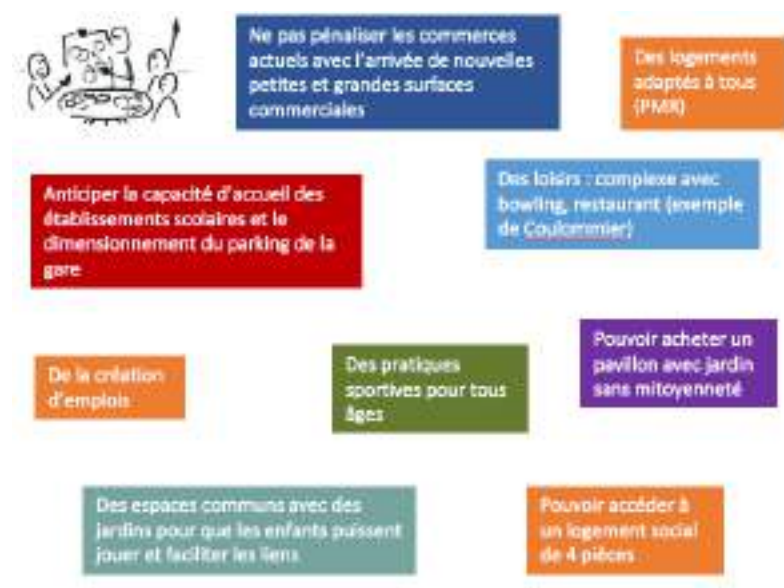 Ne pas pénaliser les commerces
actuels avec l'arrivée de nouvelles
petites et grandes surfaces
commerciales
Des logements
adaptés à tous
(PMR)
Anticiper la capacité d'accueil des
établissements scolaires et le
dimensionnement du parking de la
gare
Des loisirs : complexe avec
bowling, restaurant (exemple
de Coulommier)
De la création
d'emplois
Des pratiques
sportives pour tous
âges
Pouvoir acheter un
pavillon avec jardin
sans mitoyenneté
Des espaces communs avec des
jardins pour que les enfants puissent
jouer et faciliter les liens
Pouvoir accéder à
un logement social
de 4 pièces